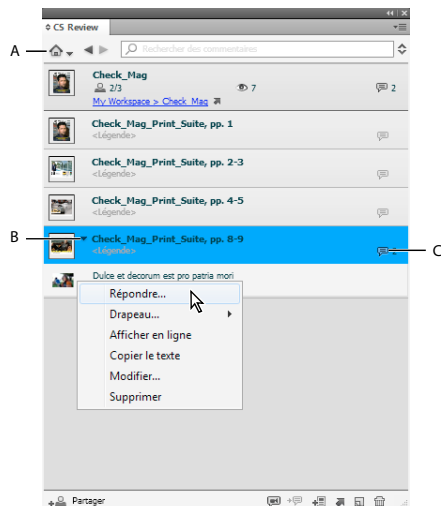 CS Review
A
Rechercher des commentaires
Check_Mag
2/3 7 2
My Workspace > Check_Mag
Check_Mag_Print_Suite, pp. 1
<Légende>
Check_Mag_Print_Suite, pp. 2-3
<Légende>
Check_Mag_Print_Suite, pp. 4-5
<Légende>
B
Check_Mag_Print_Suite, pp. 8-9
<Légende>
C
Dulce et decorum est pro patria mori
Répondre...
Drapeau...
Afficher en ligne
Copier le texte
Modifier...
Supprimer
Partager